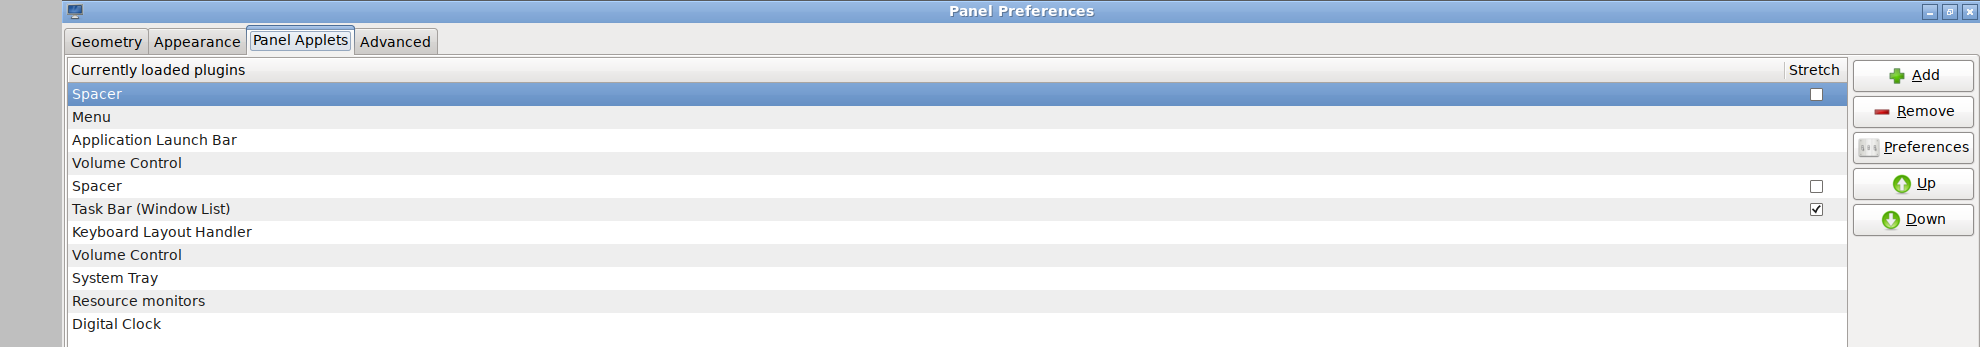 Panel Preferences
Geometry Appearance Panel Applets Advanced
Currently loaded plugins Stretch
Spacer
Menu
Application Launch Bar
Volume Control
Spacer
Task Bar (Window List)
Keyboard Layout Handler
Volume Control
System Tray
Resource monitors
Digital Clock
Add
Remove
Preferences
Up
Down